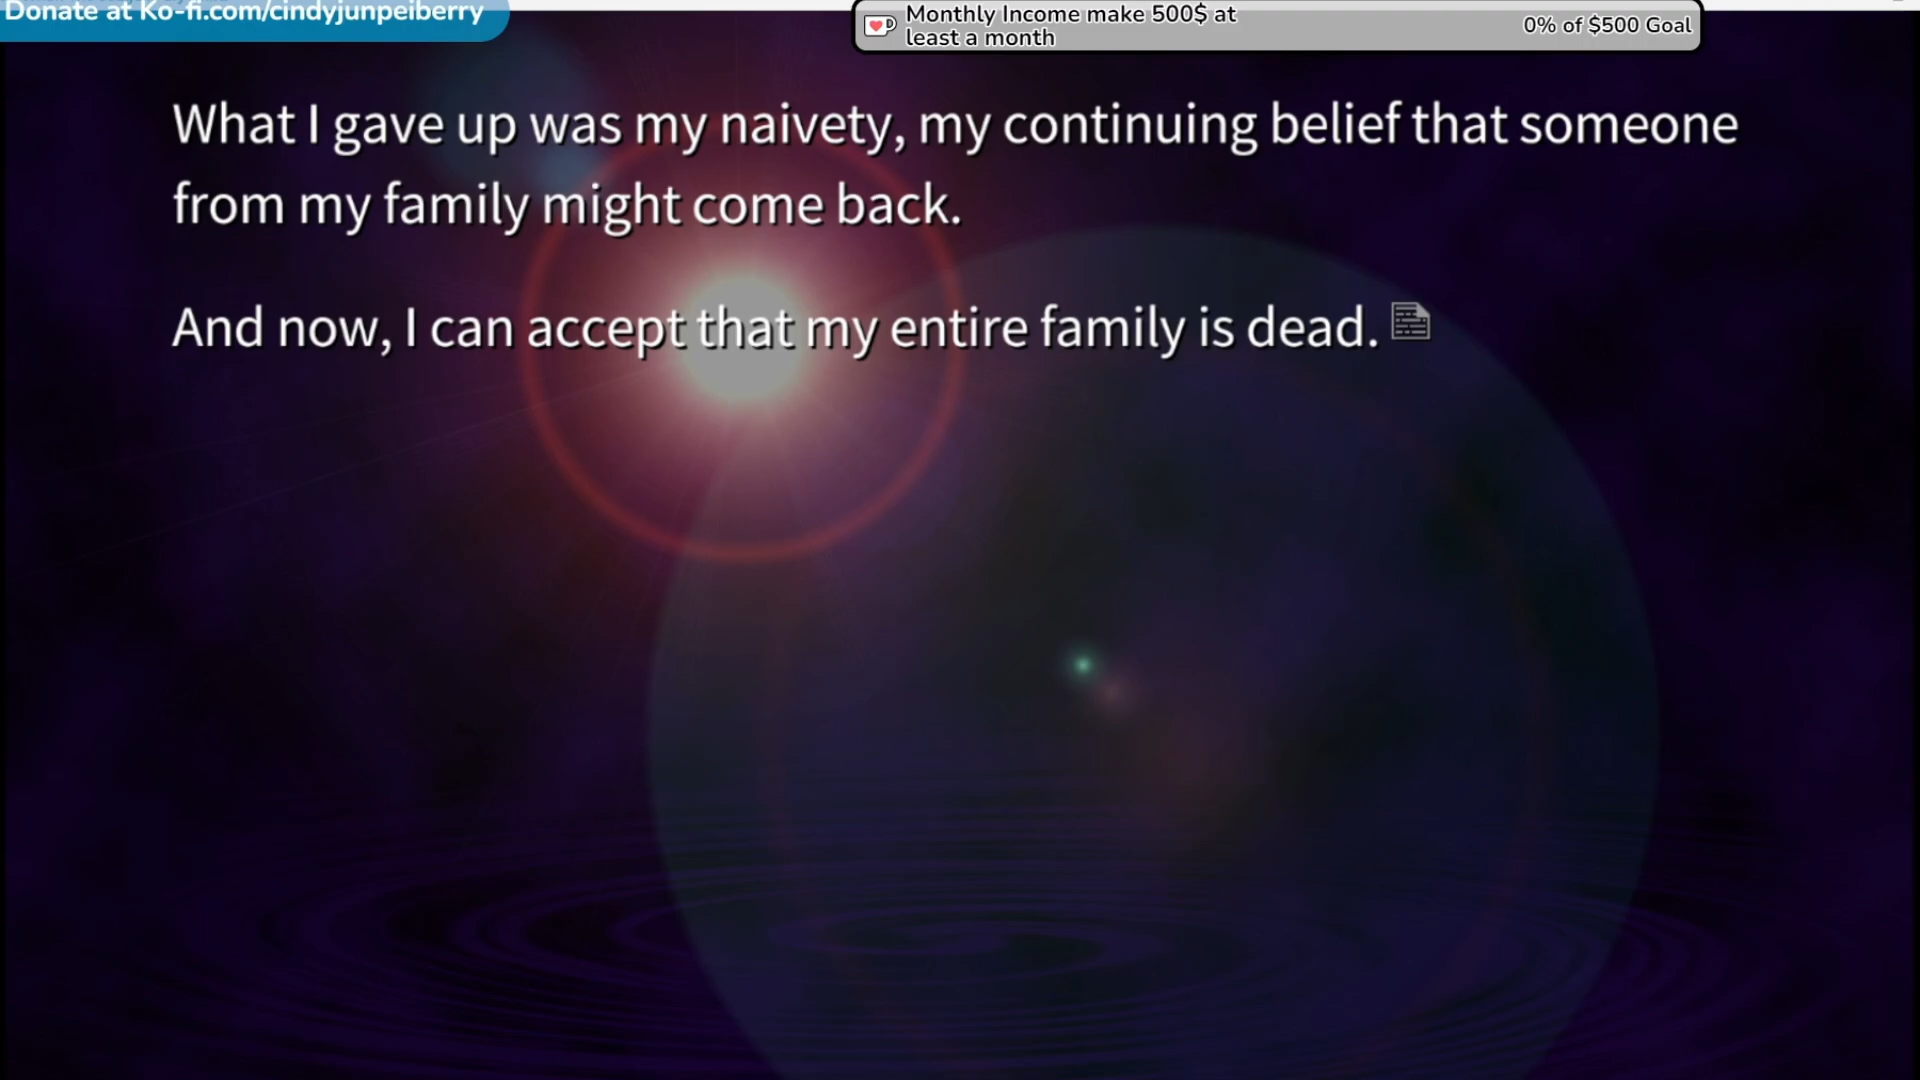 Donate at Ko-fi.com/cindyjunpeiberry
Monthly Income make 500$ at
least a month
0% of $500 Goal
What I gave up was my naivety, my continuing belief that someone
from my family might come back.
And now, I can accept that my entire family is dead.